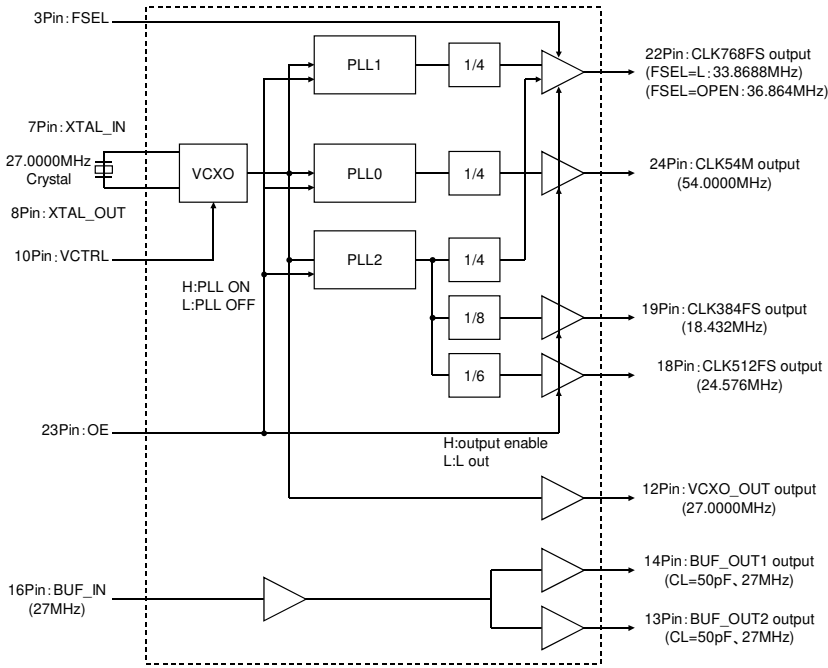 3Pin:FSEL
PLL1
1/4
22Pin:CLK768FS output
(FSEL=L:33.8688MHz)
(FSEL=OPEN:36.864MHz)
7Pin:XTAL_IN
27.0000MHz
Crystal
VCXO
PLL0
1/4
24Pin:CLK54M output
(54.0000MHz)
8Pin:XTAL_OUT
10Pin:VCTRL
PLL2
1/4
H:PLL ON
L:PLL OFF
1/8
19Pin:CLK384FS output
(18.432MHz)
1/6
18Pin:CLK512FS output
(24.576MHz)
23Pin:OE
H:output enable
L:L out
12Pin:VCXO_OUT output
(27.0000MHz)
16Pin:BUF_IN
(27MHz)
14Pin:BUF_OUT1 output
(CL=50pF、27MHz)
13Pin:BUF_OUT2 output
(CL=50pF、27MHz)